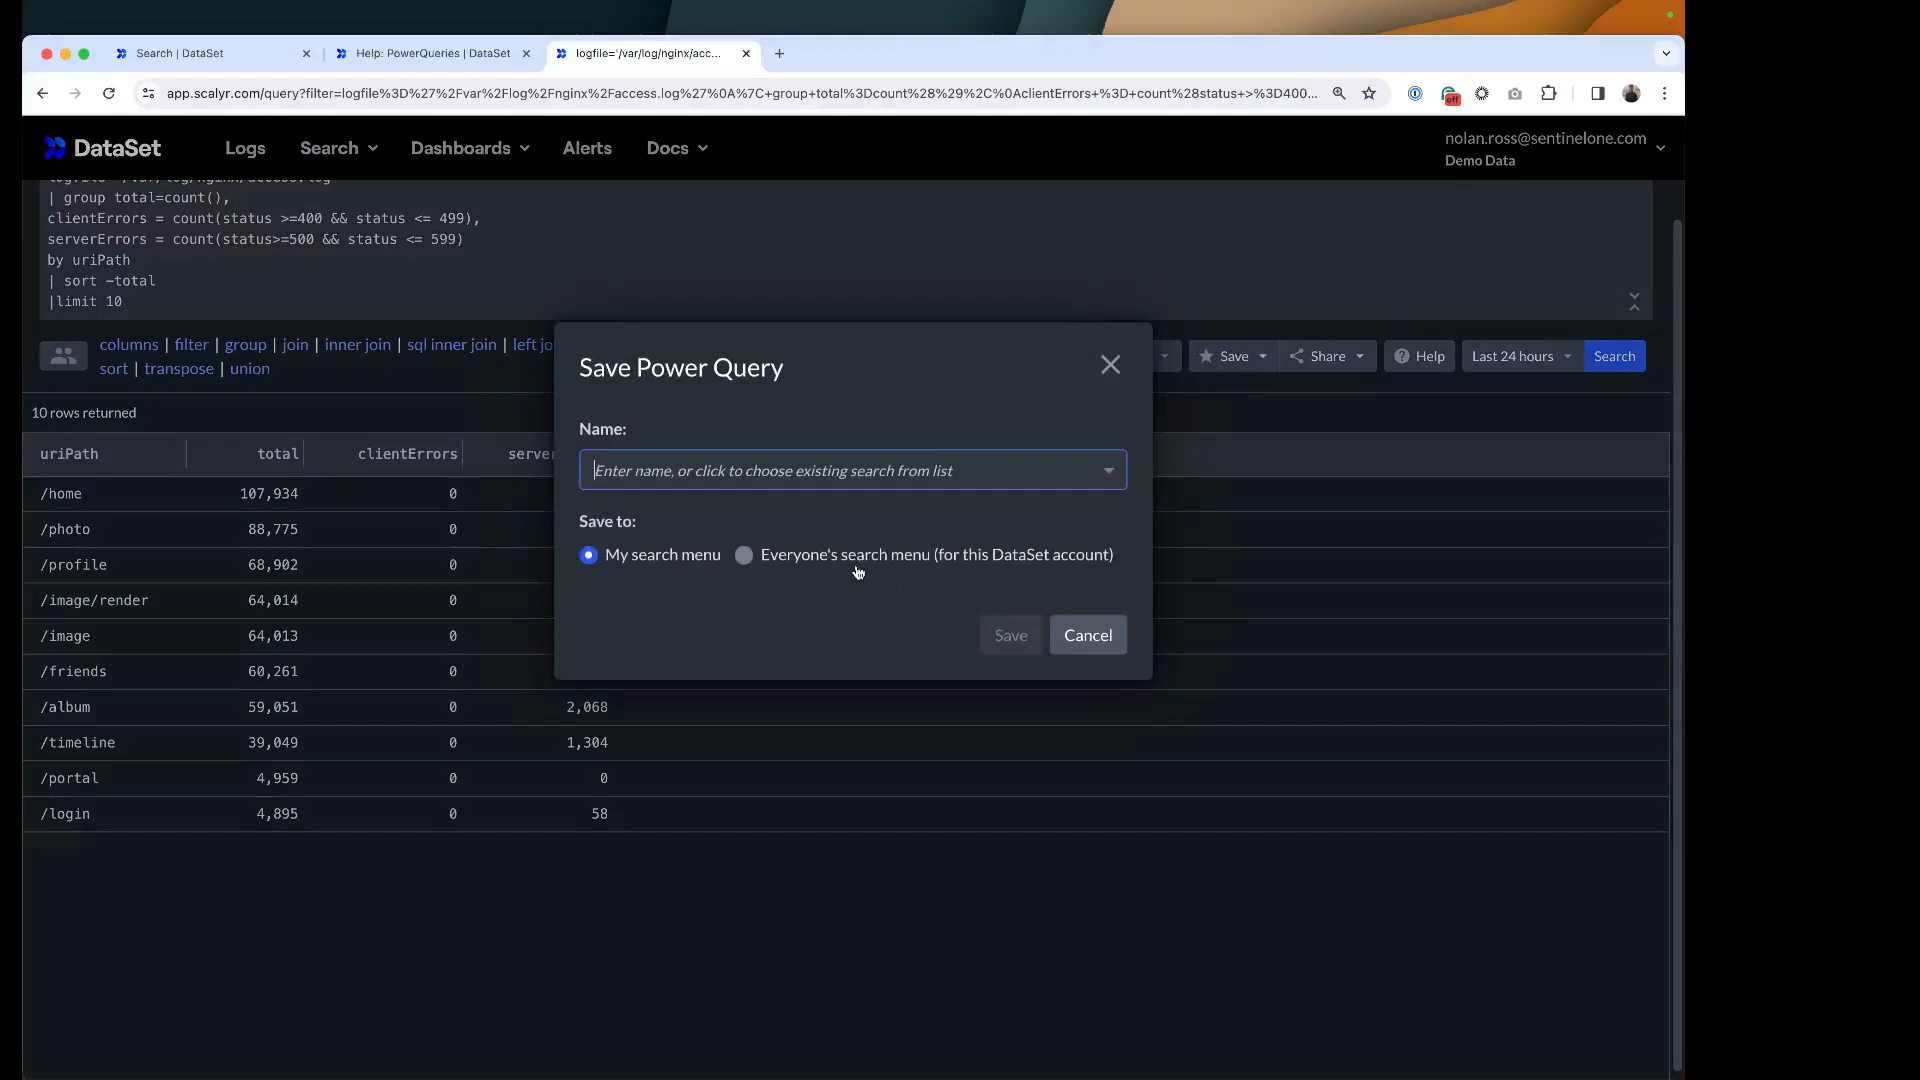 Search | DataSet
Help: PowerQueries | DataSet
logfile='/var/log/nginx/acc...
app.scalyr.com/query?filter=logfile%3D%27%2Fvar%2Flog%2Fnginx%2Faccess.log%27%0A%7C+group+total%3Dcount%28%29%2C%0AclientErrors+%3D+count%28status+>%3D400...
off
DataSet
Logs
Search
Dashboards
Alerts
Docs
nolan.ross@sentinelone.com
Demo Data
| group total=count(),
clientErrors = count(status >=400 && status <= 499),
serverErrors = count(status>=500 && status <= 599)
by uriPath
| sort -total
|limit 10
columns | filter | group | join | inner join | sql inner join | left jo
sort | transpose | union
Save
Share
Help
Last 24 hours
Search
10 rows returned
uriPath total clientErrors server
/home 107,934 0
/photo 88,775 0
/profile 68,902 0
/image/render 64,014 0
/image 64,013 0
/friends 60,261 0
/album 59,051 0 2,068
/timeline 39,049 0 1,304
/portal 4,959 0 0
/login 4,895 0 58
Save Power Query
Name:
Enter name, or click to choose existing search from list
Save to:
My search menu
Everyone's search menu (for this DataSet account)
Save
Cancel